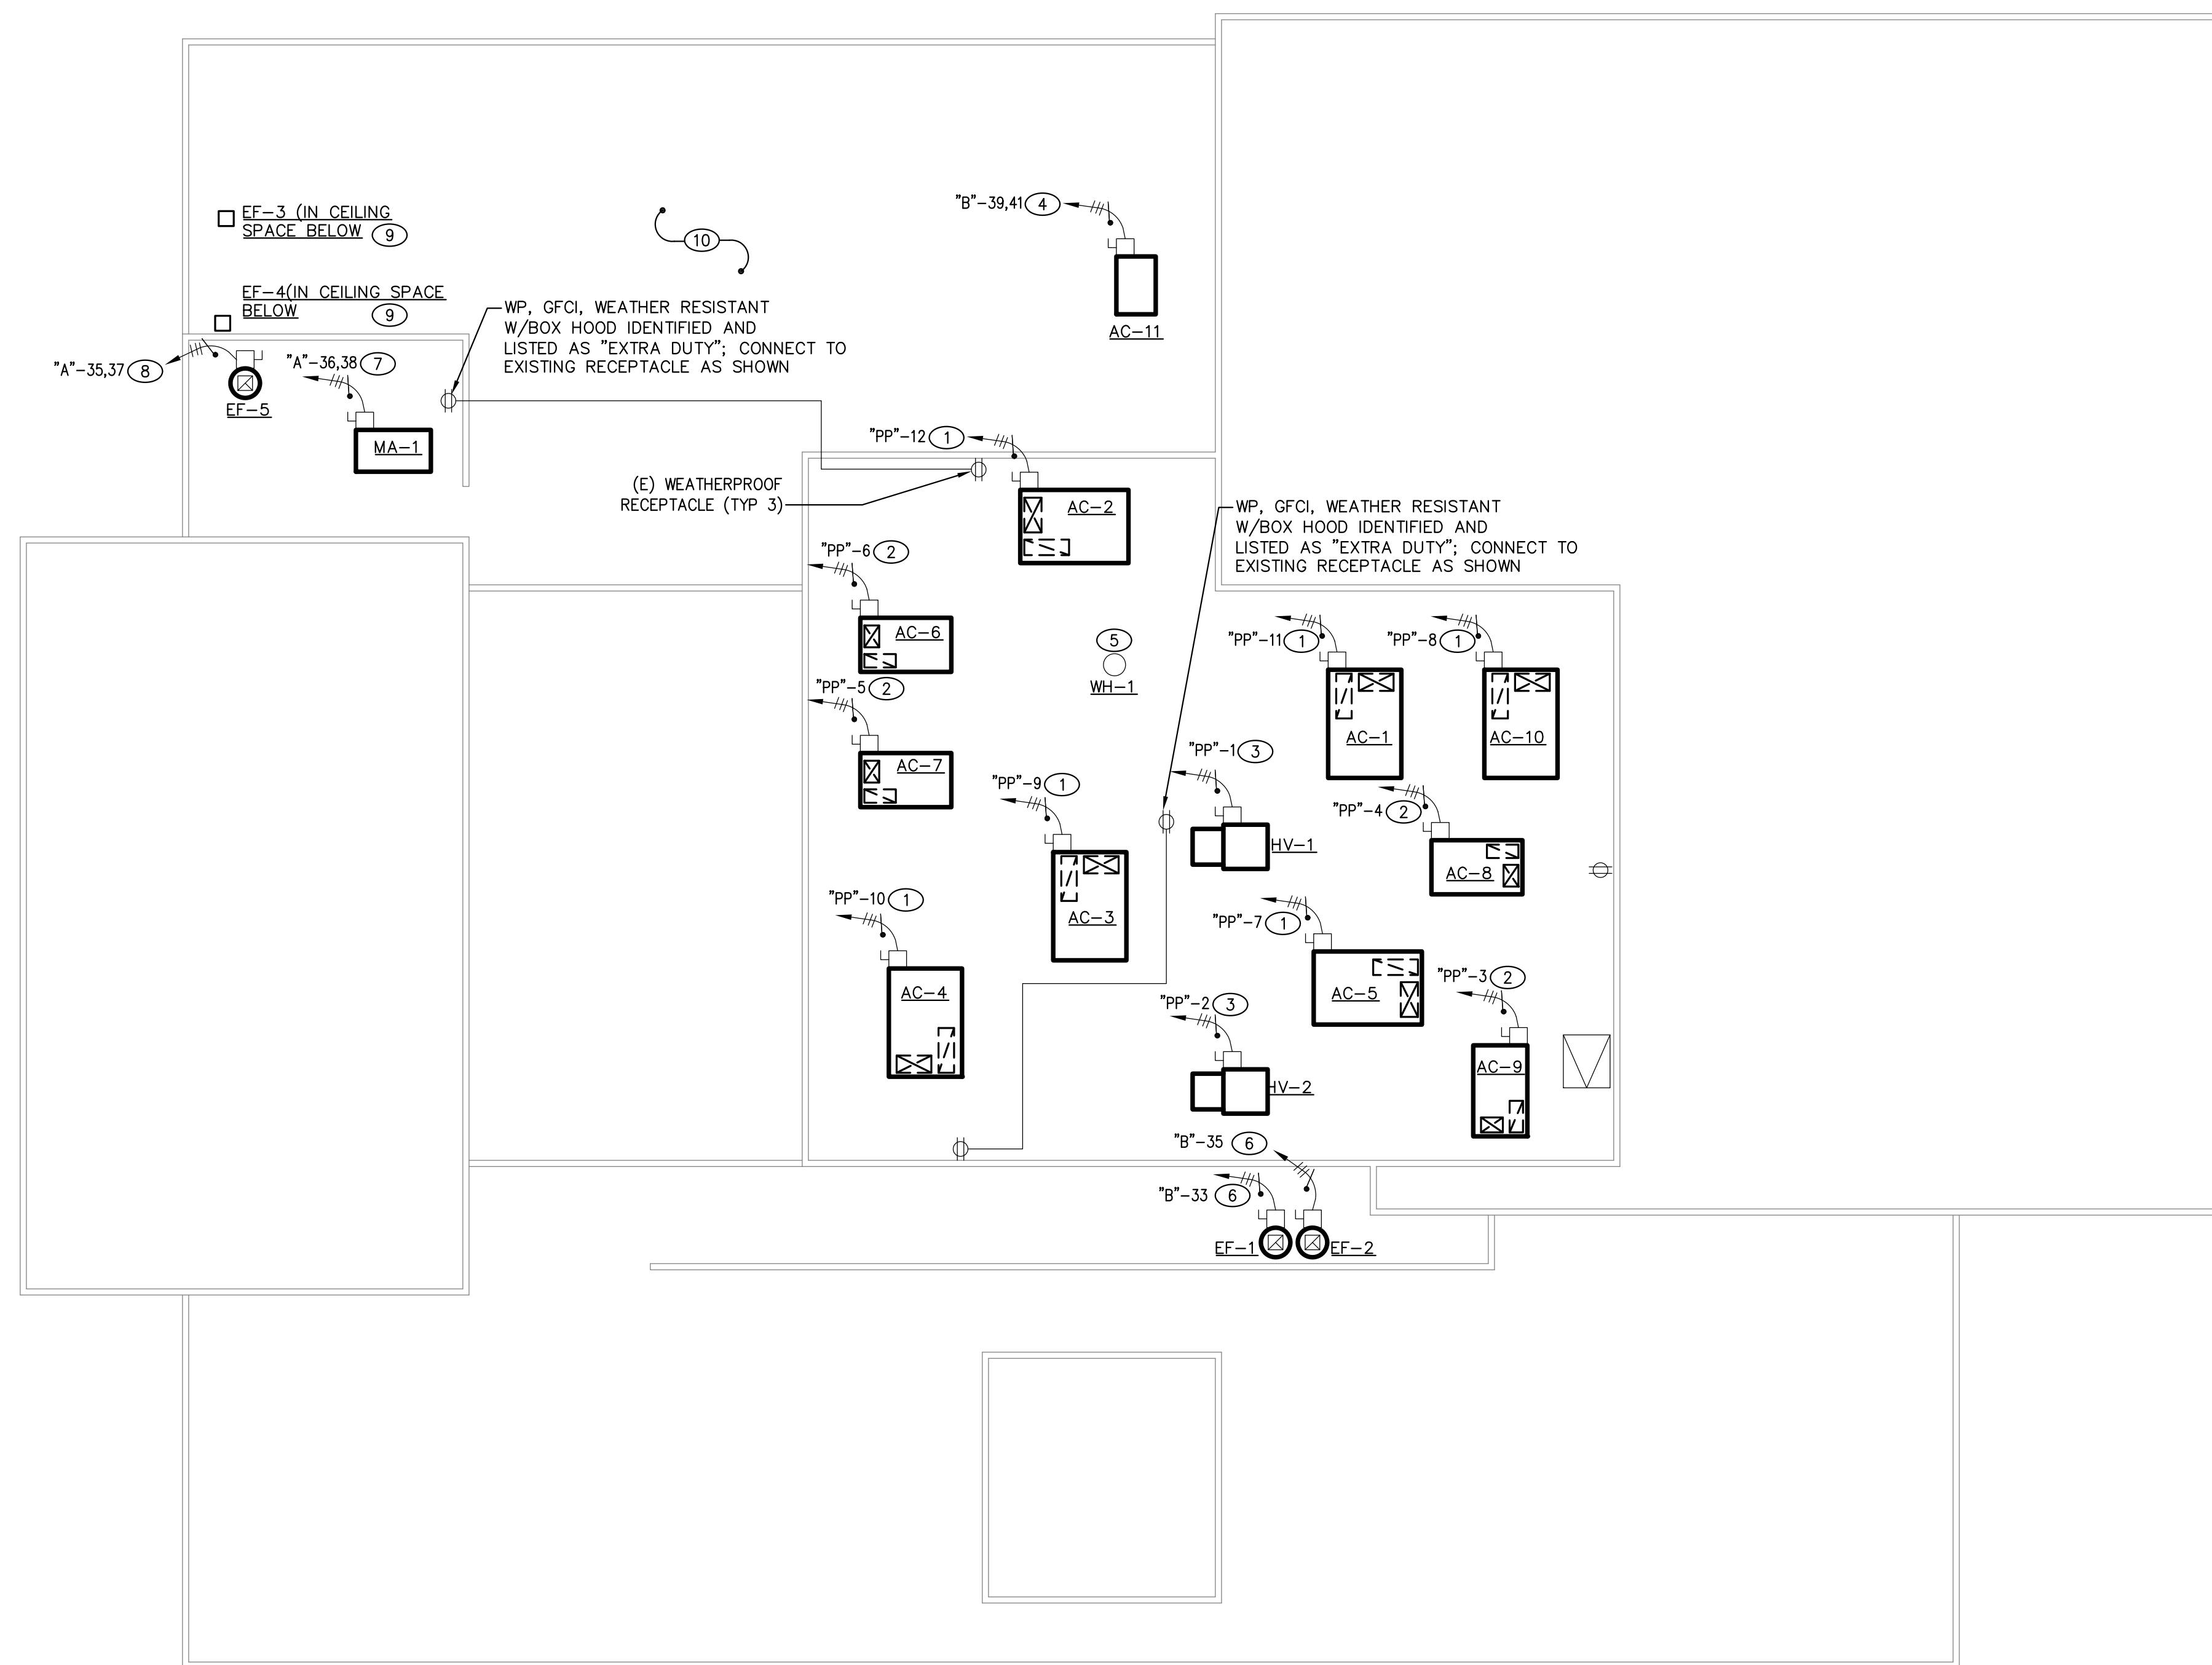 EF-3 (IN CEILING
SPACE BELOW 9
EF-4(IN CEILING SPACE
BELOW 9
10
"B"-39,41 4
AC-11
WP, GFCI, WEATHER RESISTANT
W/BOX HOOD IDENTIFIED AND
LISTED AS "EXTRA DUTY"; CONNECT TO
EXISTING RECEPTACLE AS SHOWN
"A"-35,37 8
EF-5
"A"-36,38 7
MA-1
"PP"-12 1
AC-2
(E) WEATHERPROOF
RECEPTACLE (TYP 3)
WP, GFCI, WEATHER RESISTANT
W/BOX HOOD IDENTIFIED AND
LISTED AS "EXTRA DUTY"; CONNECT TO
EXISTING RECEPTACLE AS SHOWN
"PP"-6 2
AC-6
5
WH-1
"PP"-11 1
AC-1
"PP"-8 1
AC-10
"PP"-5 2
AC-7
"PP"-9 1
AC-3
"PP"-1 3
HV-1
"PP"-4 2
AC-8
"PP"-10 1
AC-4
"PP"-7 1
AC-5
"PP"-3 2
AC-9
"PP"-2 3
HV-2
"B"-35 6
"B"-33 6
EF-1
EF-2